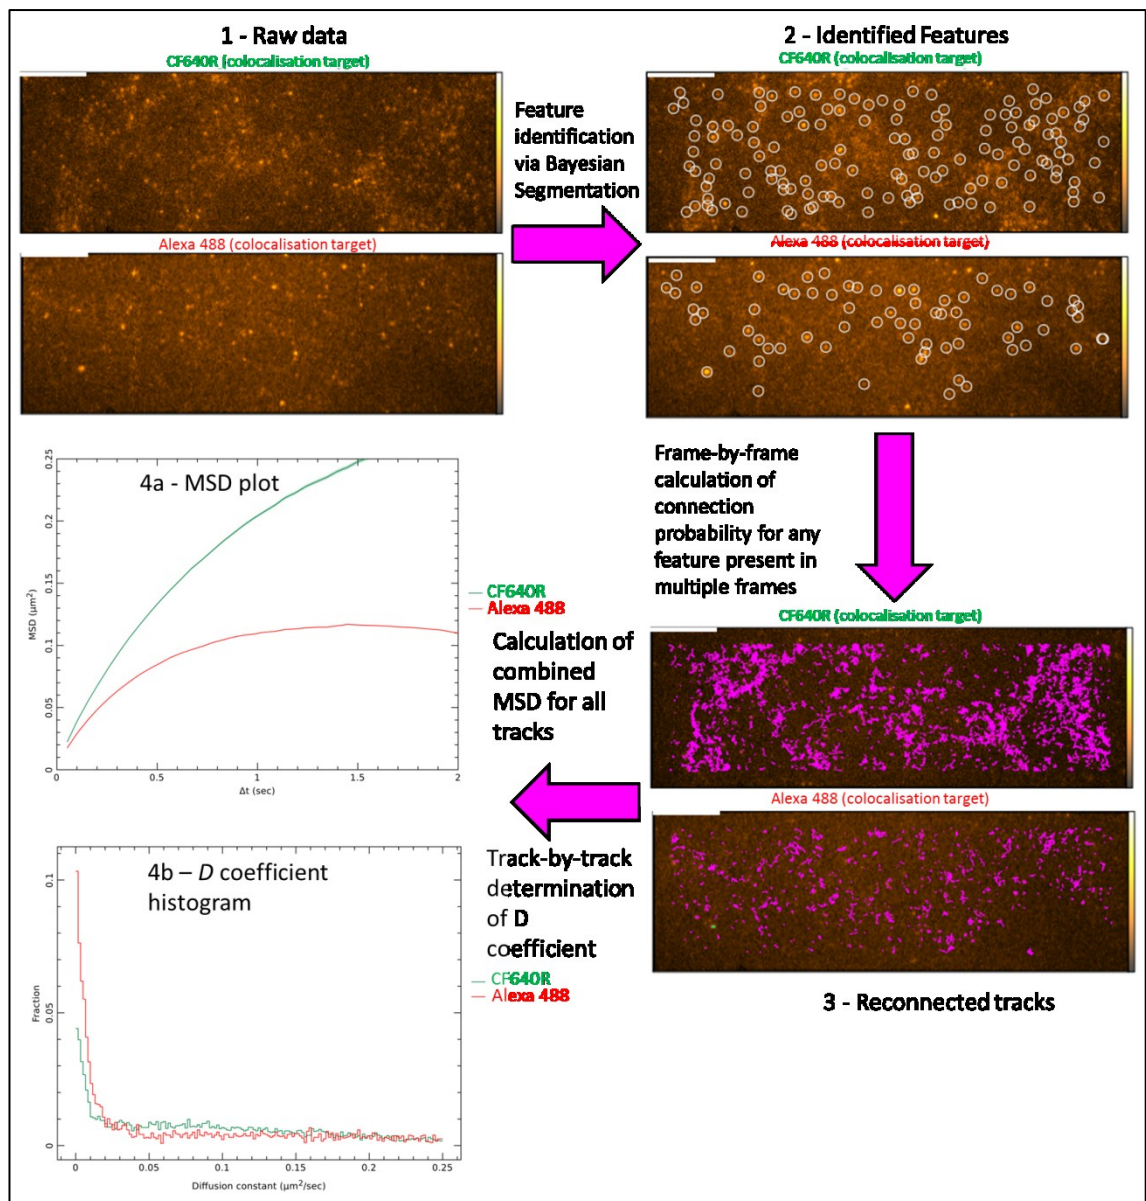 1 - Raw data
CF640R (colocalisation target)
Alexa 488 (colocalisation target)
Feature
identification
via Bayesian
Segmentation
2 - Identified Features
CF640R (colocalisation target)
Alexa 488 (colocalisation target)
Frame-by-frame
calculation of
connection
probability for any
feature present in
multiple frames
CF640R (colocalisation target)
Alexa 488 (colocalisation target)
3 - Reconnected tracks
Calculation of
combined
MSD for all
tracks
Track-by-track
determination
of D
coefficient
4a - MSD plot
MSD (μm²)
0.25
0.2
0.15
0.1
0.05
0
0 0.5 1 1.5 2
Δt (sec)
CF640R
Alexa 488
4b – D coefficient
histogram
Fraction
0.1
0.05
0
0 0.05 0.1 0.15 0.2 0.25
Diffusion constant (μm²/sec)
CF640R
Alexa 488